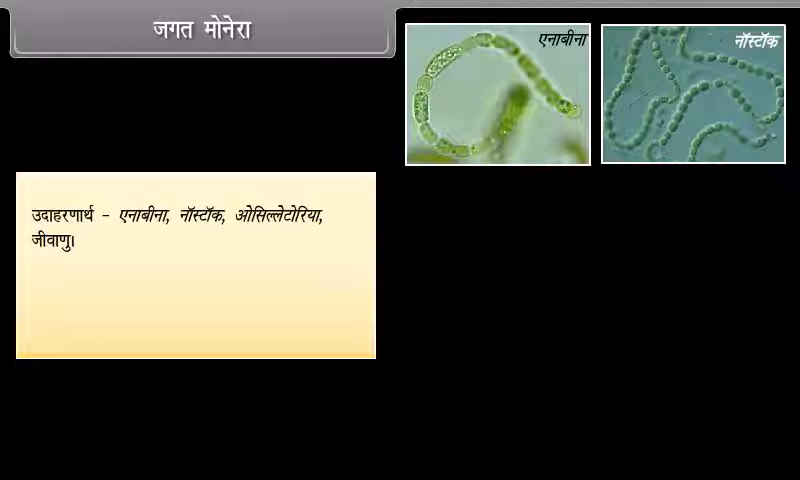 जगत मोनेरा
एनाबीना
नॉस्टॉक
उदाहरणार्थ - एनाबीना, नॉस्टॉक, ओसिल्लेटोरिया,
जीवाणु।